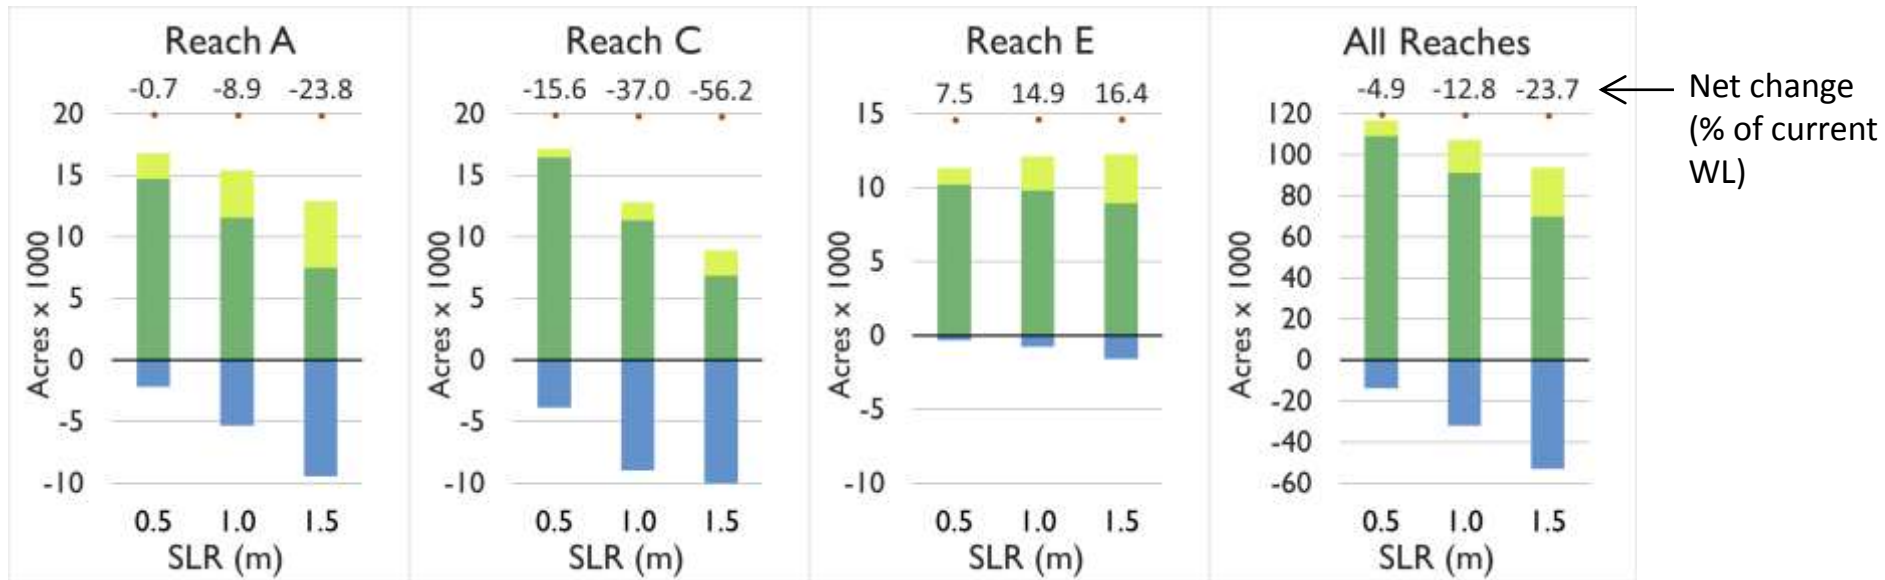 Reach A
-0.7 -8.9 -23.8
20
15
10
5
0
-5
-10
Acres x 1000
0.5 1.0 1.5
SLR (m)
Reach C
-15.6 -37.0 -56.2
20
15
10
5
0
-5
-10
Acres x 1000
0.5 1.0 1.5
SLR (m)
Reach E
7.5 14.9 16.4
15
10
5
0
-5
-10
Acres x 1000
0.5 1.0 1.5
SLR (m)
All Reaches
-4.9 -12.8 -23.7
120
100
80
60
40
20
0
-20
-40
-60
Acres x 1000
0.5 1.0 1.5
SLR (m)
Net change
(% of current
WL)